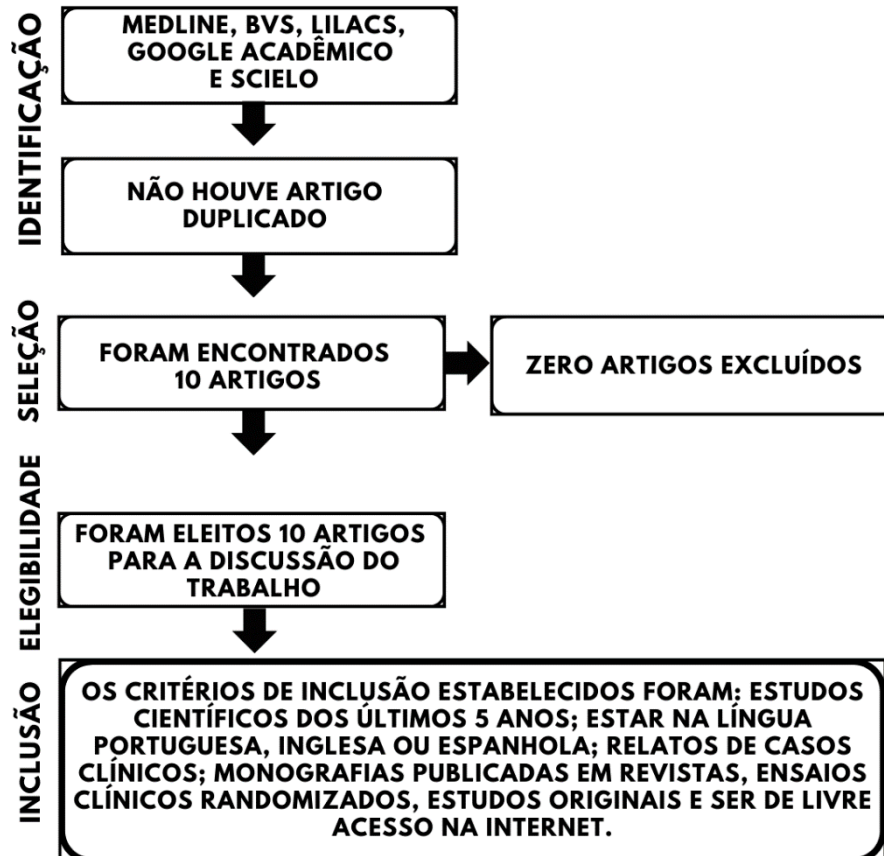 IDENTIFICAÇÃO
MEDLINE, BVS, LILACS,
GOOGLE ACADÊMICO
E SCIELO
NÃO HOUVE ARTIGO
DUPLICADO
SELEÇÃO
FORAM ENCONTRADOS
10 ARTIGOS
ZERO ARTIGOS EXCLUÍDOS
ELEGIBILIDADE
FORAM ELEITOS 10 ARTIGOS
PARA A DISCUSSÃO DO
TRABALHO
INCLUSÃO
OS CRITÉRIOS DE INCLUSÃO ESTABELECIDOS FORAM: ESTUDOS
CIENTÍFICOS DOS ÚLTIMOS 5 ANOS; ESTAR NA LÍNGUA
PORTUGUESA, INGLESA OU ESPANHOLA; RELATOS DE CASOS
CLÍNICOS; MONOGRAFIAS PUBLICADAS EM REVISTAS, ENSAIOS
CLÍNICOS RANDOMIZADOS, ESTUDOS ORIGINAIS E SER DE LIVRE
ACESSO NA INTERNET.